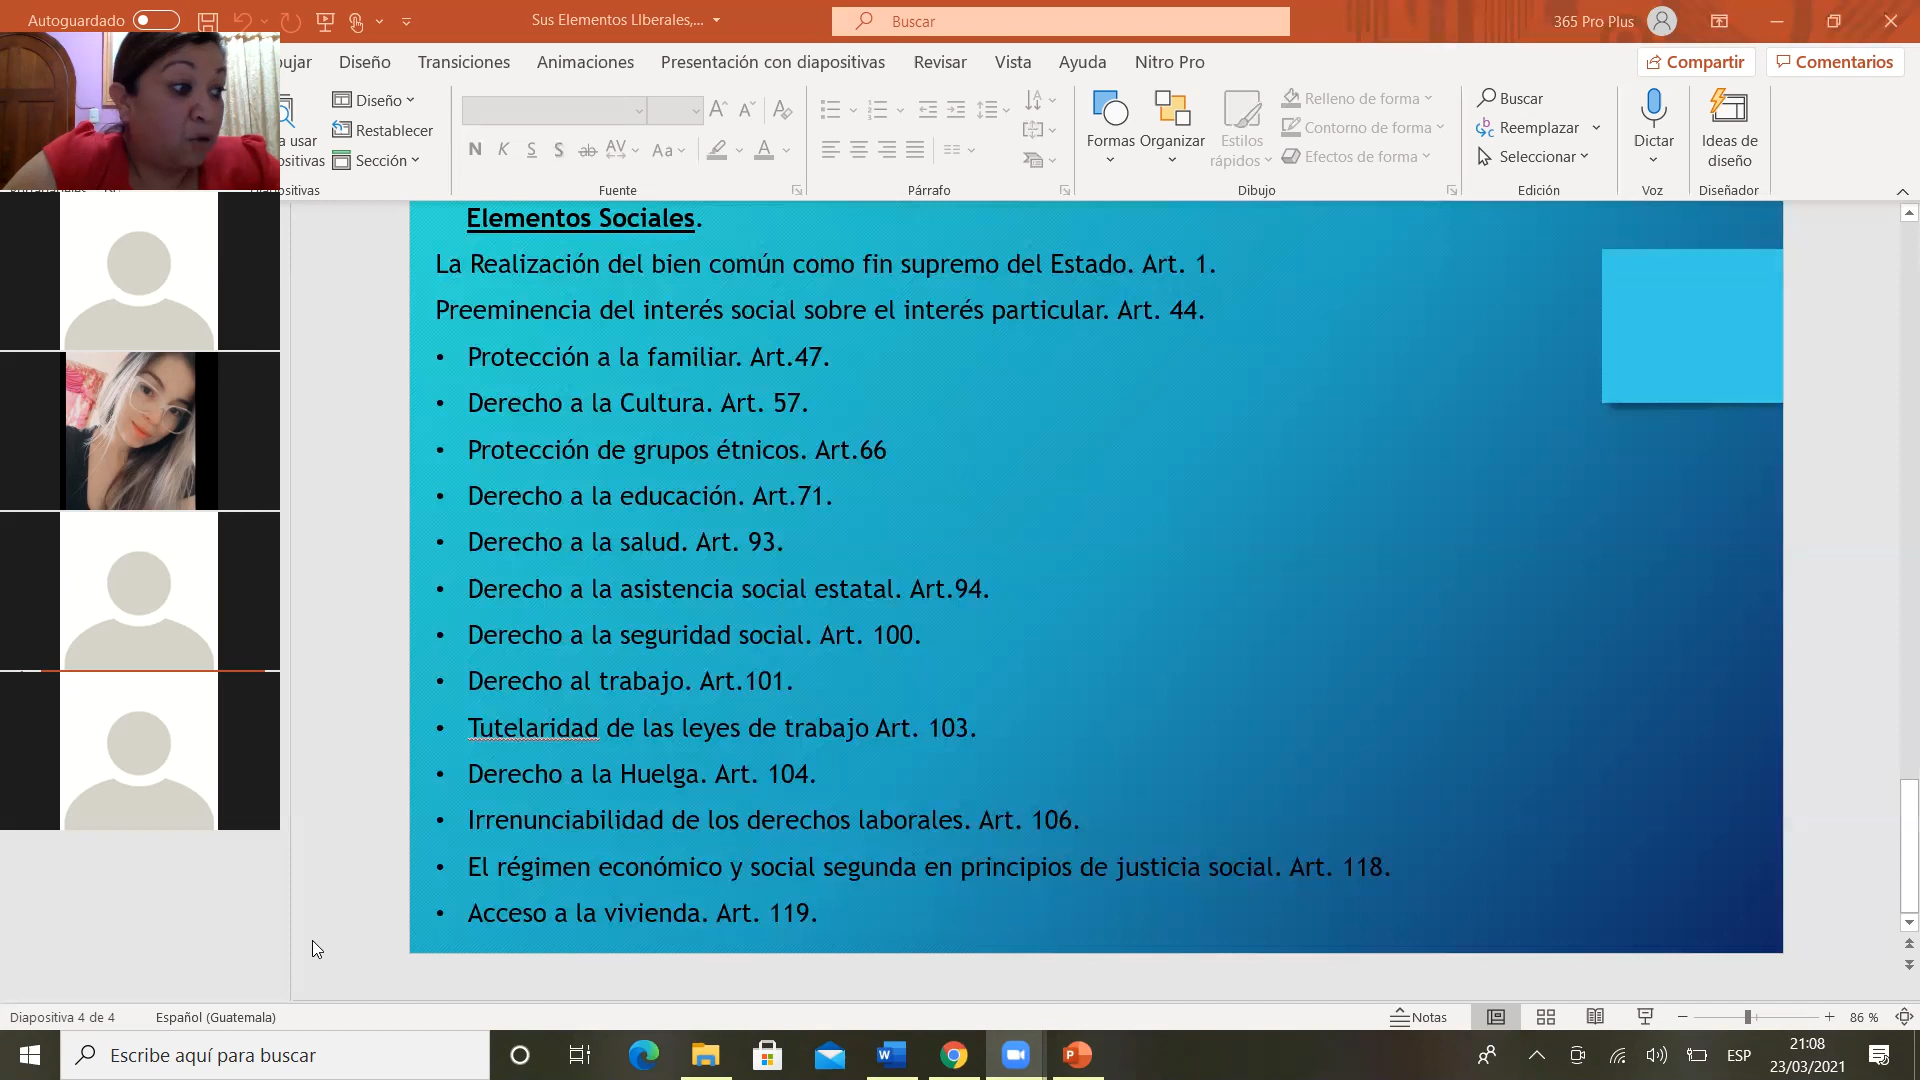 Autoguardado
Sus Elementos LIberales,...
Buscar
365 Pro Plus
ujar
Diseño
Transiciones
Animaciones
Presentación con diapositivas
Revisar
Vista
Ayuda
Nitro Pro
Compartir
Comentarios
Diseño
Restablecer
Sección
a usar
positivas
N K S S ab AV Aa A
Formas
Organizar
Estilos
rápidos
Relleno de forma
Contorno de forma
Efectos de forma
Buscar
Reemplazar
Seleccionar
Dictar
Ideas de
diseño
Fuente
Párrafo
Dibujo
Edición
Voz
Diseñador
Elementos Sociales.
La Realización del bien común como fin supremo del Estado. Art. 1.
Preeminencia del interés social sobre el interés particular. Art. 44.
• Protección a la familiar. Art.47.
• Derecho a la Cultura. Art. 57.
• Protección de grupos étnicos. Art.66
• Derecho a la educación. Art.71.
• Derecho a la salud. Art. 93.
• Derecho a la asistencia social estatal. Art.94.
• Derecho a la seguridad social. Art. 100.
• Derecho al trabajo. Art.101.
• Tutelaridad de las leyes de trabajo Art. 103.
• Derecho a la Huelga. Art. 104.
• Irrenunciabilidad de los derechos laborales. Art. 106.
• El régimen económico y social segunda en principios de justicia social. Art. 118.
• Acceso a la vivienda. Art. 119.
Diapositiva 4 de 4
Español (Guatemala)
Notas
86 %
Escribe aquí para buscar
ESP
21:08
23/03/2021